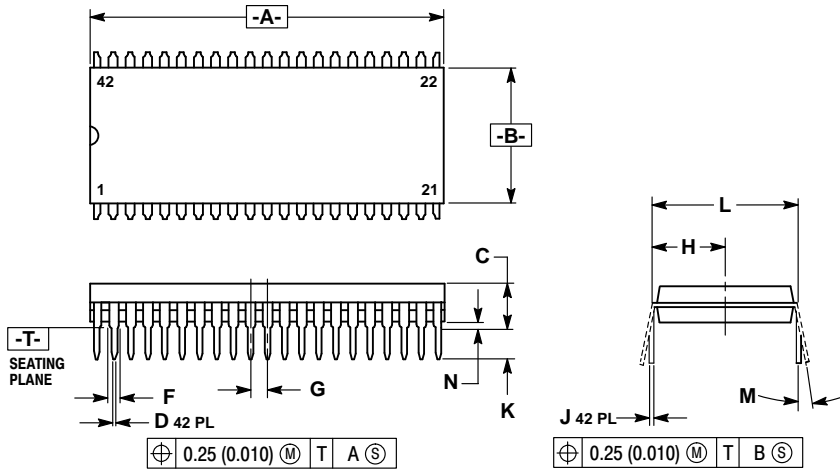 -A-
42 22
-B-
1 21
L
H
C
-T-
SEATING
PLANE
F
G
N
K
M
D 42 PL
J 42 PL
⌖ 0.25 (0.010) Ⓜ T A Ⓢ
⌖ 0.25 (0.010) Ⓜ T B Ⓢ